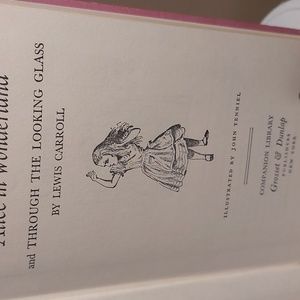 Alice in Wonderland
and THROUGH THE LOOKING GLASS
BY LEWIS CARROLL
ILLUSTRATED BY JOHN TENNIEL
COMPANION LIBRARY
Grosset & Dunlap
PUBLISHERS
NEW YORK